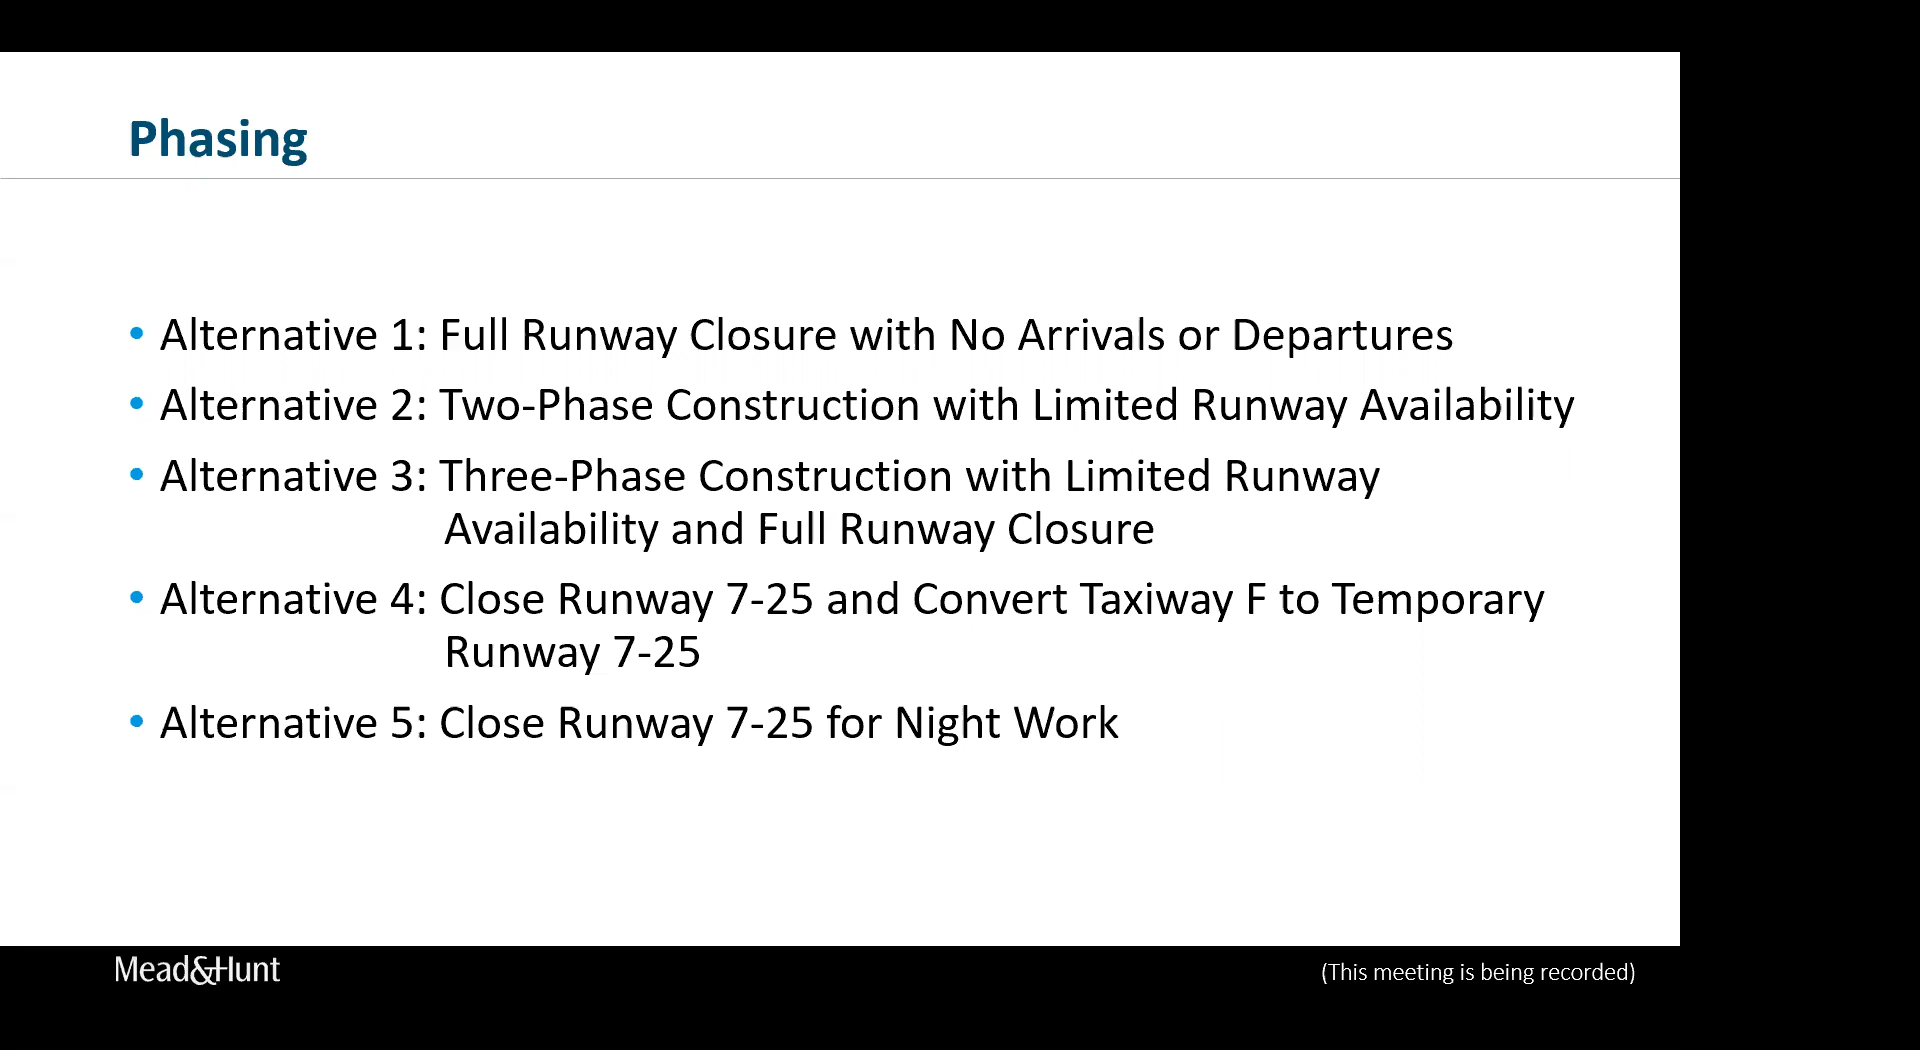 Phasing
• Alternative 1: Full Runway Closure with No Arrivals or Departures
• Alternative 2: Two-Phase Construction with Limited Runway Availability
• Alternative 3: Three-Phase Construction with Limited Runway
Availability and Full Runway Closure
• Alternative 4: Close Runway 7-25 and Convert Taxiway F to Temporary
Runway 7-25
• Alternative 5: Close Runway 7-25 for Night Work
Mead&Hunt
(This meeting is being recorded)